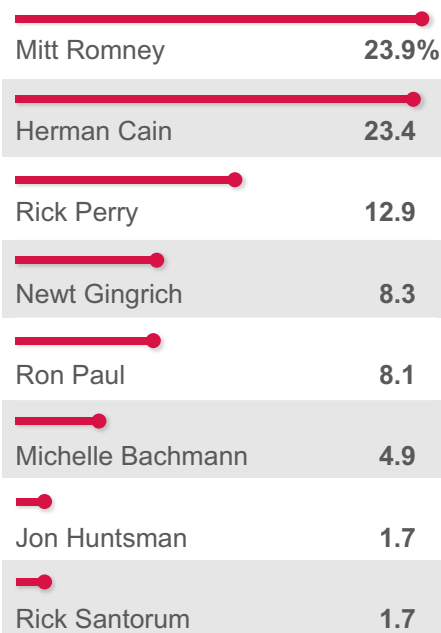 Mitt Romney 23.9%
Herman Cain 23.4
Rick Perry 12.9
Newt Gingrich 8.3
Ron Paul 8.1
Michelle Bachmann 4.9
Jon Huntsman 1.7
Rick Santorum 1.7